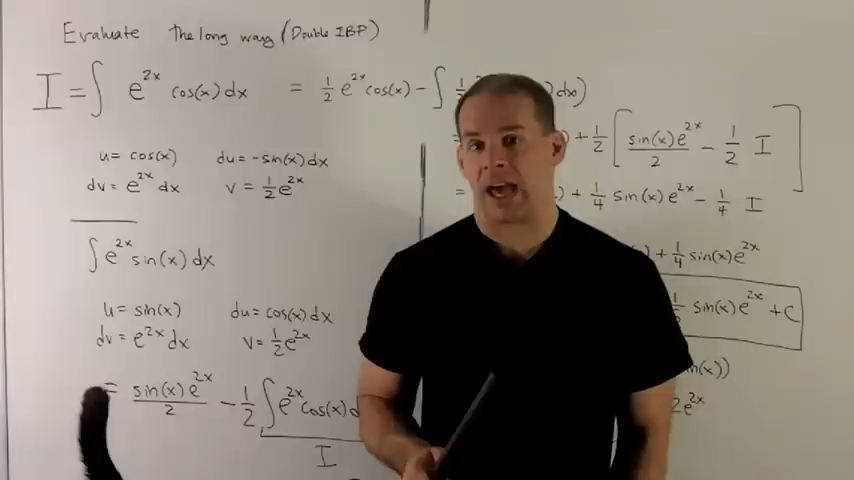 Evaluate the long way (Double IBP)
I = ∫ e^{2x} cos(x) dx = 1/2 e^{2x} cos(x) - ∫ dx)
+ 1/2 [ sin(x)e^{2x}/2 - 1/2 I ]
u = cos(x) du = -sin(x) dx
dv = e^{2x} dx v = 1/2 e^{2x}
= + 1/4 sin(x) e^{2x} - 1/4 I
∫ e^{2x} sin(x) dx
+ 1/4 sin(x) e^{2x}
u = sin(x) du = cos(x) dx
dv = e^{2x} dx v = 1/2 e^{2x}
sin(x) e^{2x} + C
= sin(x) e^{2x}/2 - 1/2 ∫ e^{2x} cos(x) d
I
2e^{2x}